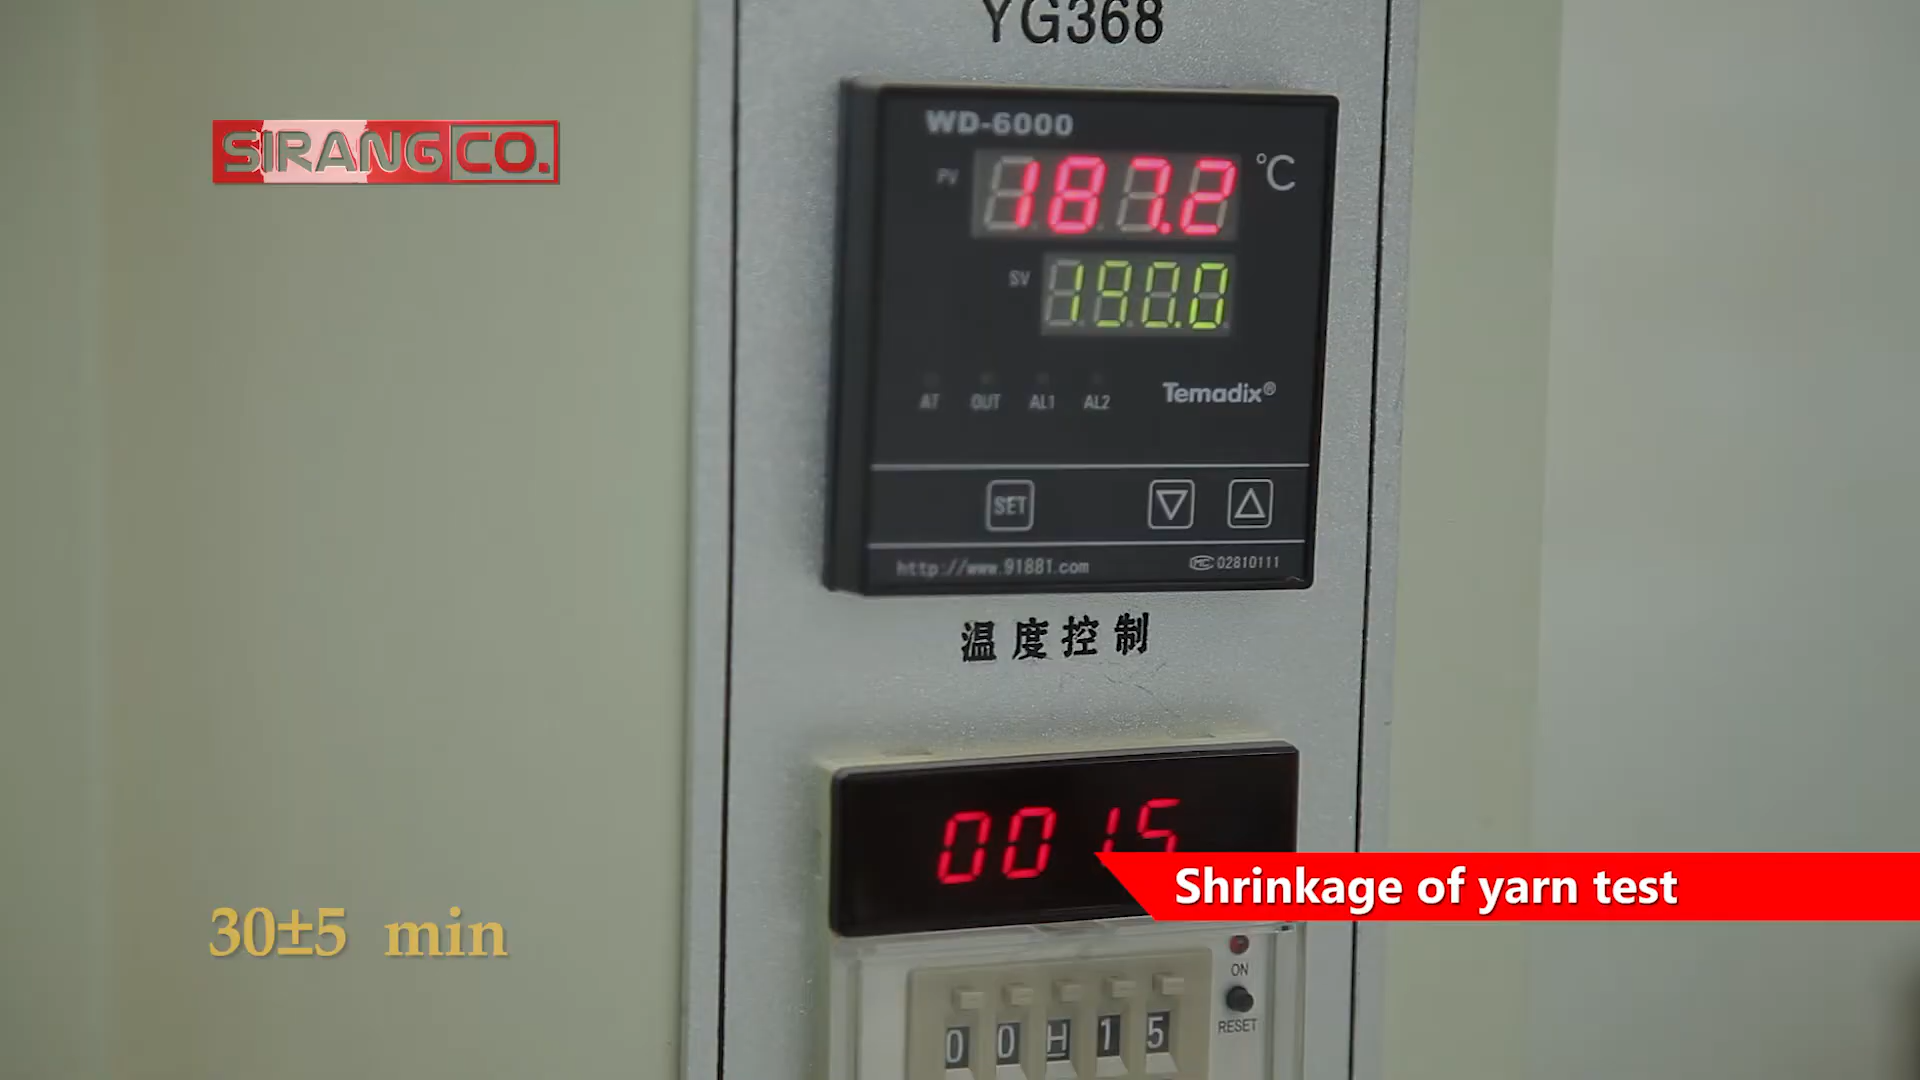 YG368
SIRANG CO.
WD-6000
PV 187.2 °C
SV 190.0
AT OUT AL1 AL2 Temadix®
SET
http://www.91881.com MC 02810111
温度控制
0015
Shrinkage of yarn test
30±5 min
ON
RESET
00H15